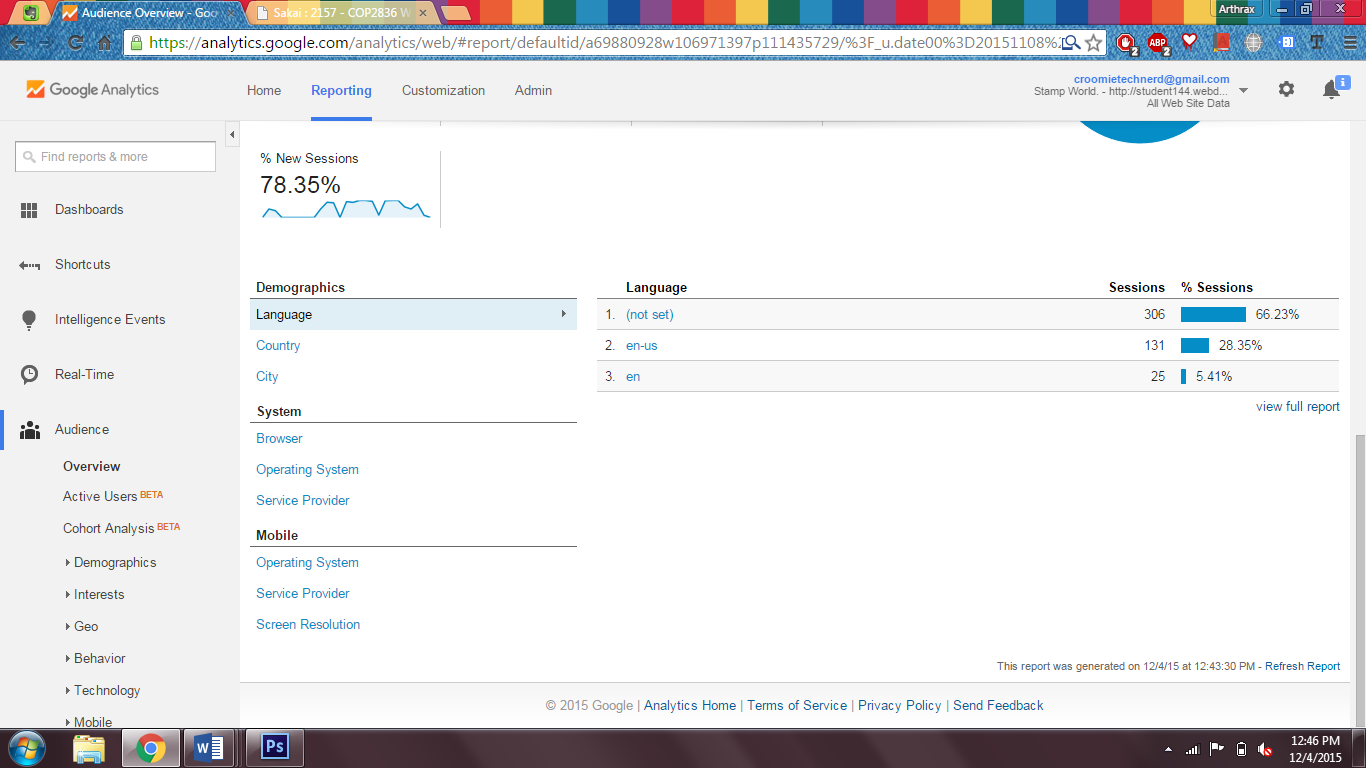 Audience Overview - Goo
Sakai : 2157 - COP2836 W
Arthrax
https://analytics.google.com/analytics/web/#report/defaultid/a69880928w106971397p111435729/%3F_u.date00%3D20151108%
2
ABP
2
Google Analytics
Home
Reporting
Customization
Admin
croomietechnerd@gmail.com
Stamp World. - http://student144.webd...
All Web Site Data
Find reports & more
Dashboards
Shortcuts
Intelligence Events
Real-Time
Audience
Overview
Active Users BETA
Cohort Analysis BETA
Demographics
Interests
Geo
Behavior
Technology
Mobile
% New Sessions
78.35%
Demographics
Language
Country
City
System
Browser
Operating System
Service Provider
Mobile
Operating System
Service Provider
Screen Resolution
Language Sessions % Sessions
1. (not set) 306 66.23%
2. en-us 131 28.35%
3. en 25 5.41%
view full report
This report was generated on 12/4/15 at 12:43:30 PM - Refresh Report
© 2015 Google | Analytics Home | Terms of Service | Privacy Policy | Send Feedback
W
Ps
12:46 PM
12/4/2015